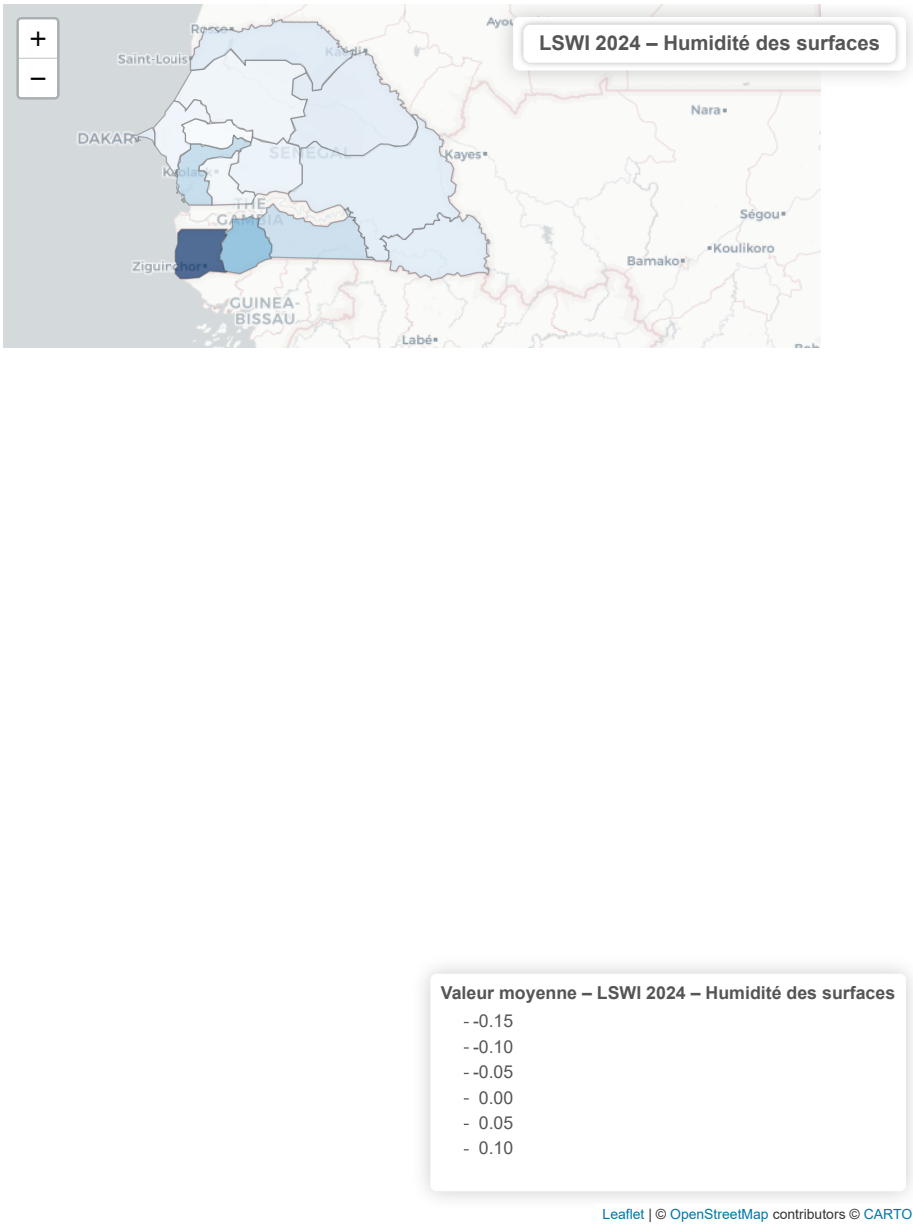 +
−
LSWI 2024 – Humidité des surfaces
Rosso
Saint-Louis
Kaédi
Nara
DAKAR
SENEGAL
Kayes
Kaolack
THE
GAMBIA
Ségou
Koulikoro
Bamako
Ziguinchor
GUINEA-
BISSAU
Labé
Valeur moyenne – LSWI 2024 – Humidité des surfaces
- -0.15
- -0.10
- -0.05
- 0.00
- 0.05
- 0.10
Leaflet | © OpenStreetMap contributors © CARTO